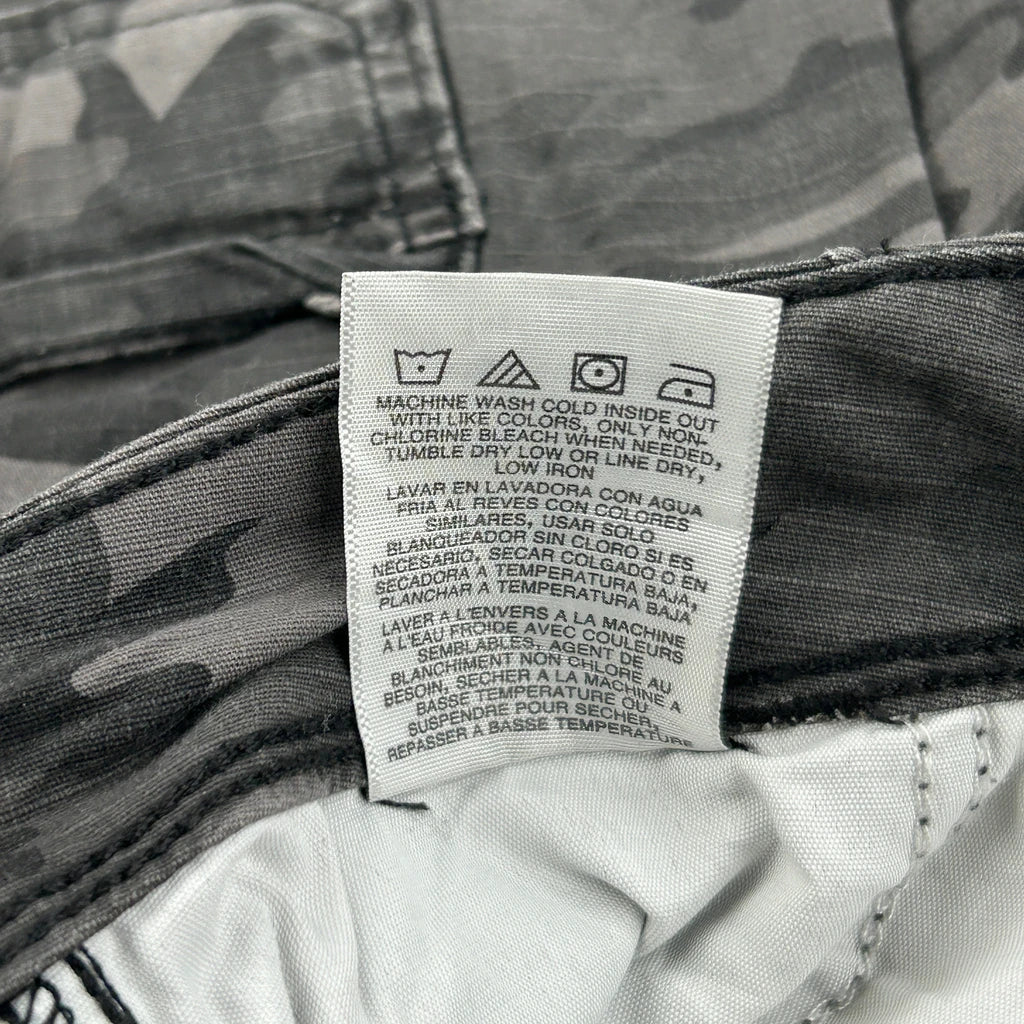 MACHINE WASH COLD INSIDE OUT
WITH LIKE COLORS, ONLY NON-
CHLORINE BLEACH WHEN NEEDED,
TUMBLE DRY LOW OR LINE DRY,
LOW IRON
LAVAR EN LAVADORA CON AGUA
FRIA AL REVES CON COLORES
SIMILARES, USAR SOLO
BLANQUEADOR SIN CLORO SI ES
NECESARIO, SECAR COLGADO O EN
SECADORA A TEMPERATURA BAJA,
PLANCHAR A TEMPERATURA BAJA
LAVER A L'ENVERS A LA MACHINE
A L'EAU FROIDE AVEC COULEURS
SEMBLABLES, AGENT DE
BLANCHIMENT NON CHLORE AU
BESOIN, SECHER A LA MACHINE A
BASSE TEMPERATURE OU
SUSPENDRE POUR SECHER,
REPASSER A BASSE TEMPERATURE